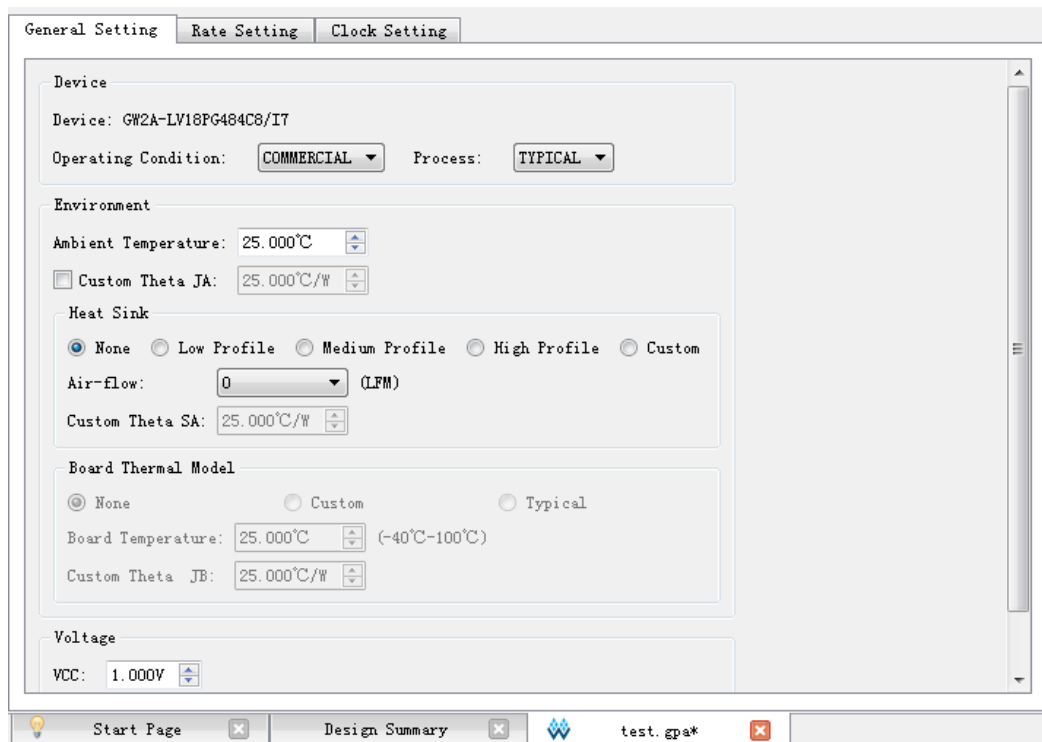 General Setting Rate Setting Clock Setting
Device
Device: GW2A-LV18PG484C8/I7
Operating Condition: COMMERCIAL Process: TYPICAL
Environment
Ambient Temperature: 25.000℃
Custom Theta JA: 25.000℃/W
Heat Sink
None Low Profile Medium Profile High Profile Custom
Air-flow: 0 (LFM)
Custom Theta SA: 25.000℃/W
Board Thermal Model
None Custom Typical
Board Temperature: 25.000℃ (-40℃-100℃)
Custom Theta JB: 25.000℃/W
Voltage
VCC: 1.000V
Start Page Design Summary test.gpa*